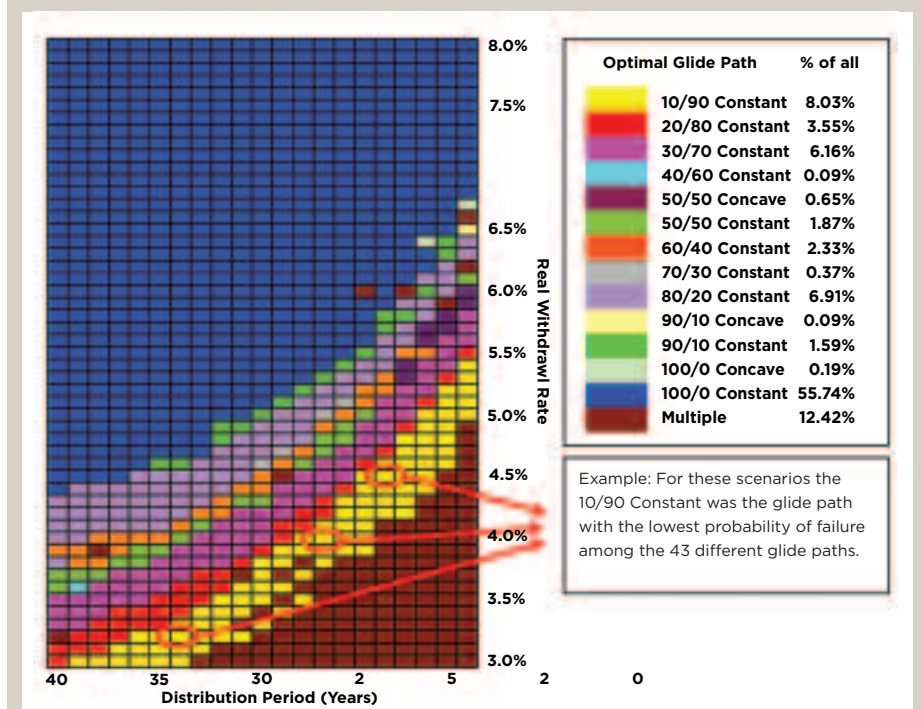 8.0%
7.5%
6.5%
6.0%
5.5%
5.0%
4.5%
4.0%
3.5%
3.0%
Real Withdrawl Rate
40 35 30 2 5 2 0
Distribution Period (Years)
Optimal Glide Path % of all
10/90 Constant 8.03%
20/80 Constant 3.55%
30/70 Constant 6.16%
40/60 Constant 0.09%
50/50 Concave 0.65%
50/50 Constant 1.87%
60/40 Constant 2.33%
70/30 Constant 0.37%
80/20 Constant 6.91%
90/10 Concave 0.09%
90/10 Constant 1.59%
100/0 Concave 0.19%
100/0 Constant 55.74%
Multiple 12.42%
Example: For these scenarios the
10/90 Constant was the glide path
with the lowest probability of failure
among the 43 different glide paths.